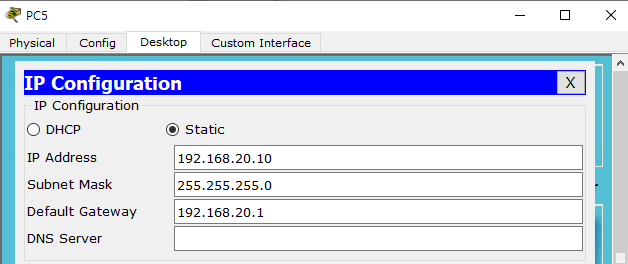 PC5
Physical Config Desktop Custom Interface
IP Configuration X
IP Configuration
DHCP Static
IP Address 192.168.20.10
Subnet Mask 255.255.255.0
Default Gateway 192.168.20.1
DNS Server